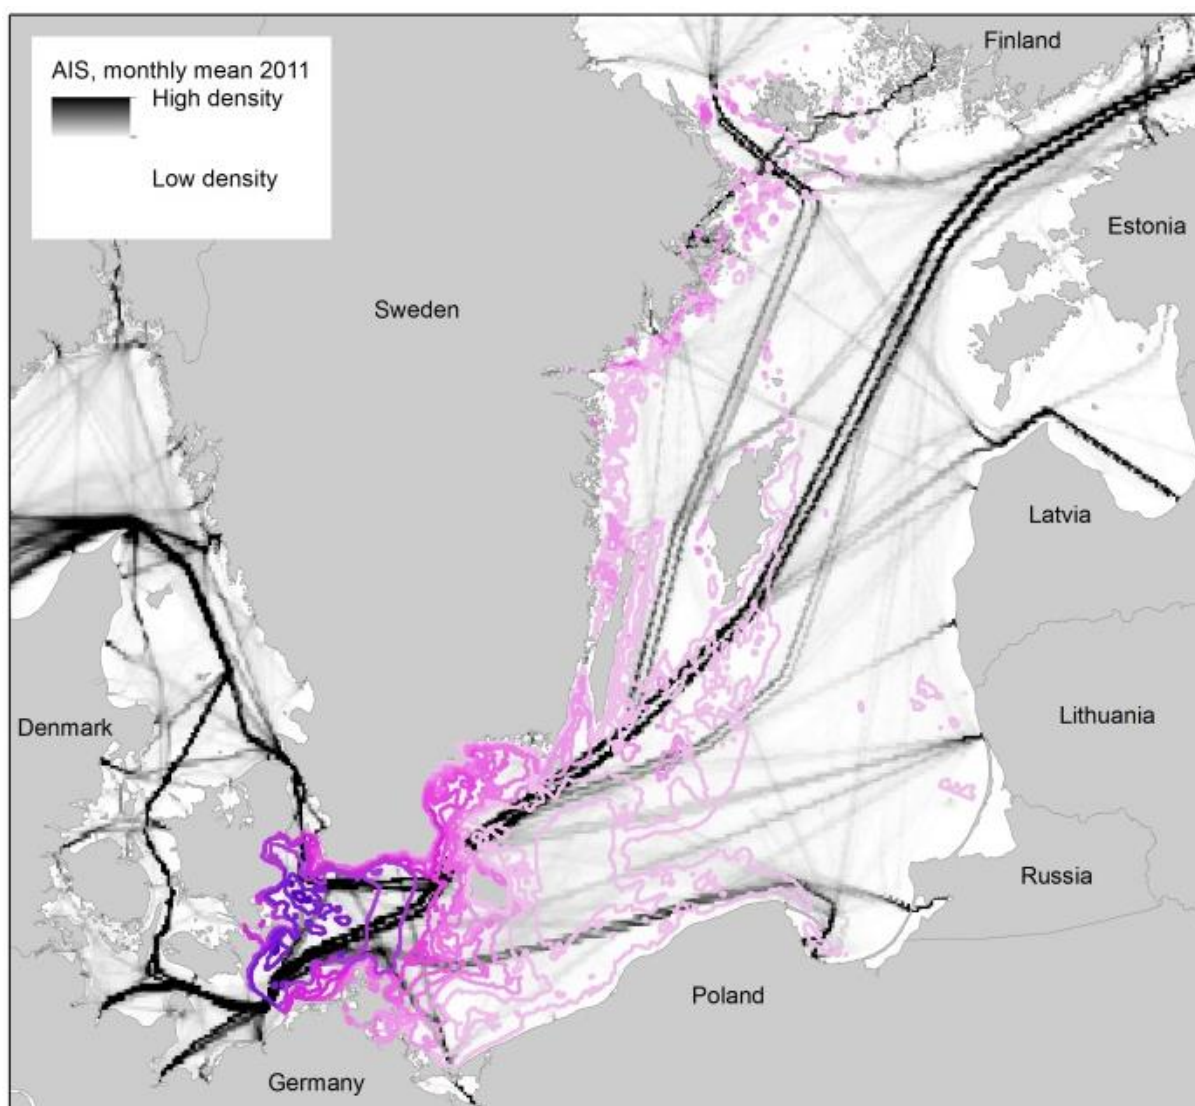 AIS, monthly mean 2011
High density
Low density
Finland
Estonia
Sweden
Latvia
Denmark
Lithuania
Russia
Poland
Germany